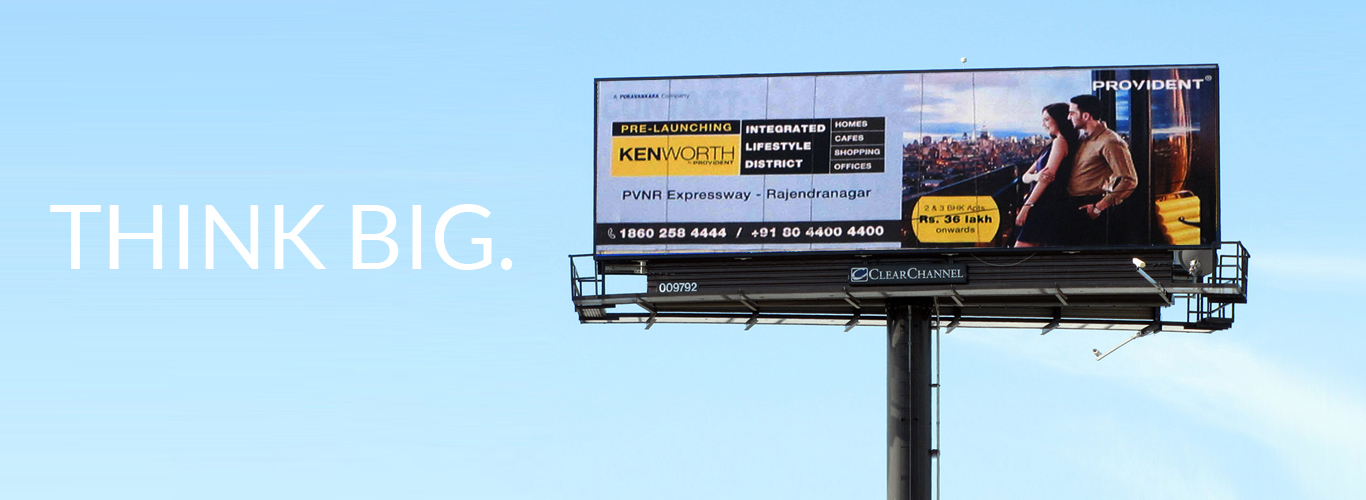 THINK BIG.
A PURAVANKARA Company
PROVIDENT®
PRE-LAUNCHING
KENWORTH
BY PROVIDENT
INTEGRATED
LIFESTYLE
DISTRICT
HOMES
CAFES
SHOPPING
OFFICES
PVNR Expressway - Rajendranagar
1860 258 4444 / +91 80 4400 4400
2 & 3 BHK Apts.
Rs. 36 lakh
onwards
CLEARCHANNEL
009792